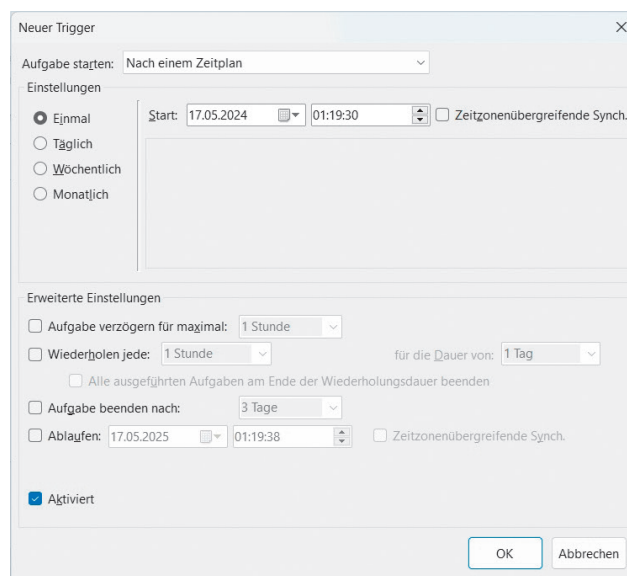 Neuer Trigger
Aufgabe starten: Nach einem Zeitplan
Einstellungen
Einmal
Start: 17.05.2024 01:19:30 Zeitzonenübergreifende Synch.
Täglich
Wöchentlich
Monatlich
Erweiterte Einstellungen
Aufgabe verzögern für maximal: 1 Stunde
Wiederholen jede: 1 Stunde für die Dauer von: 1 Tag
Alle ausgeführten Aufgaben am Ende der Wiederholungsdauer beenden
Aufgabe beenden nach: 3 Tage
Ablaufen: 17.05.2025 01:19:38 Zeitzonenübergreifende Synch.
Aktiviert
OK Abbrechen